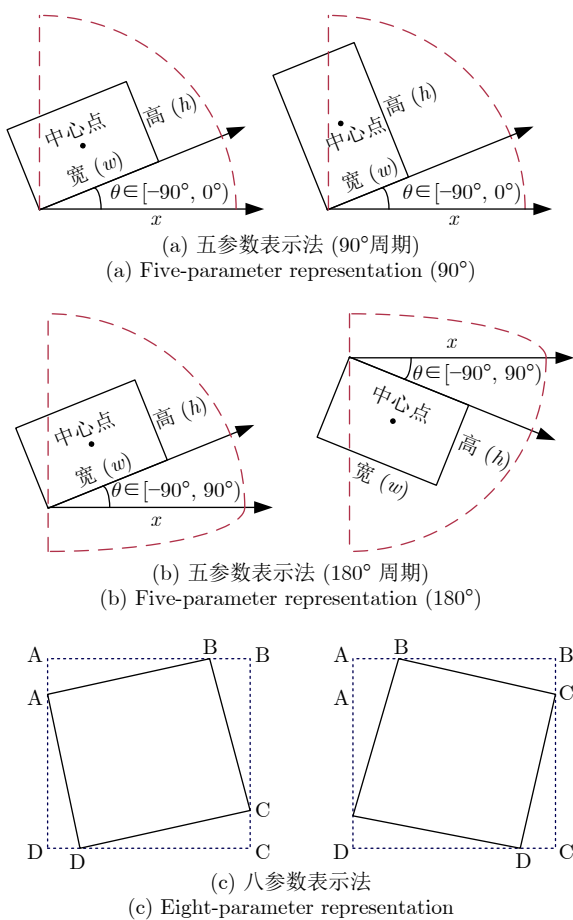 中心点
高 (h)
宽 (w)
θ∈[−90°, 0°)
x
中心点
高 (h)
宽 (w)
θ∈[−90°, 0°)
x
(a) 五参数表示法 (90°周期)
(a) Five-parameter representation (90°)
中心点
高 (h)
宽 (w)
θ∈[−90°, 90°)
x
x
θ∈[−90°, 90°)
中心点
高 (h)
宽 (w)
(b) 五参数表示法 (180° 周期)
(b) Five-parameter representation (180°)
A
B
B
A
C
D
D
C
A
B
B
A
C
D
D
C
(c) 八参数表示法
(c) Eight-parameter representation